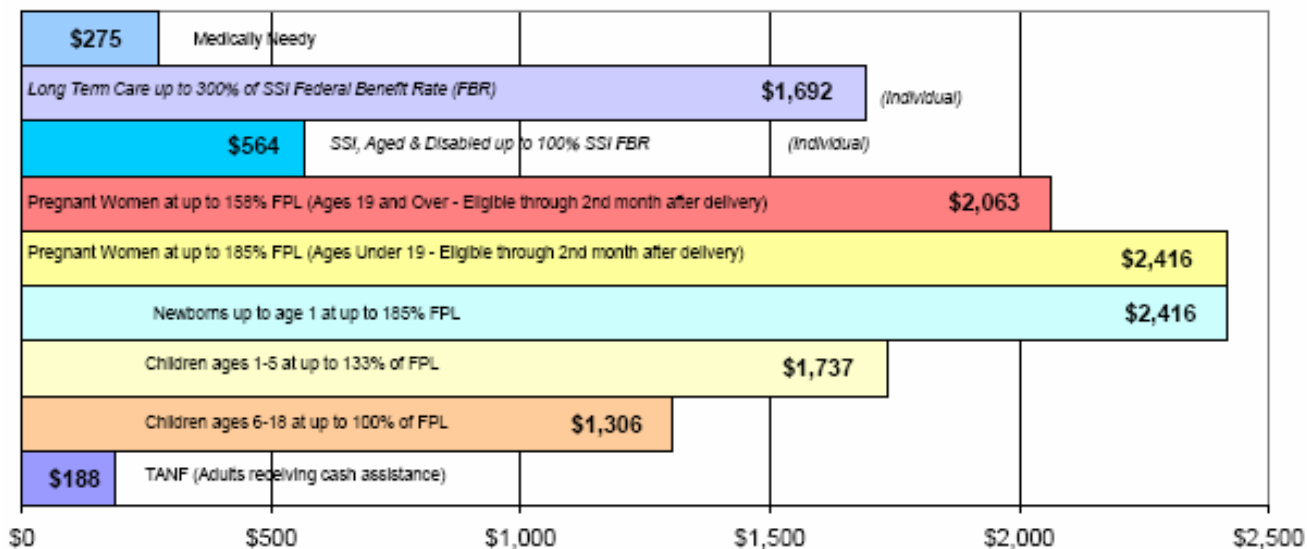 $275 Medically Needy
Long Term Care up to 300% of SSI Federal Benefit Rate (FBR) $1,692 (Individual)
$564 SSI, Aged & Disabled up to 100% SSI FBR (Individual)
Pregnant Women at up to 158% FPL (Ages 19 and Over - Eligible through 2nd month after delivery) $2,063
Pregnant Women at up to 185% FPL (Ages Under 19 - Eligible through 2nd month after delivery) $2,416
Newborns up to age 1 at up to 185% FPL $2,416
Children ages 1-5 at up to 133% of FPL $1,737
Children ages 6-18 at up to 100% of FPL $1,306
$188 TANF (Adults receiving cash assistance)
$0 $500 $1,000 $1,500 $2,000 $2,500